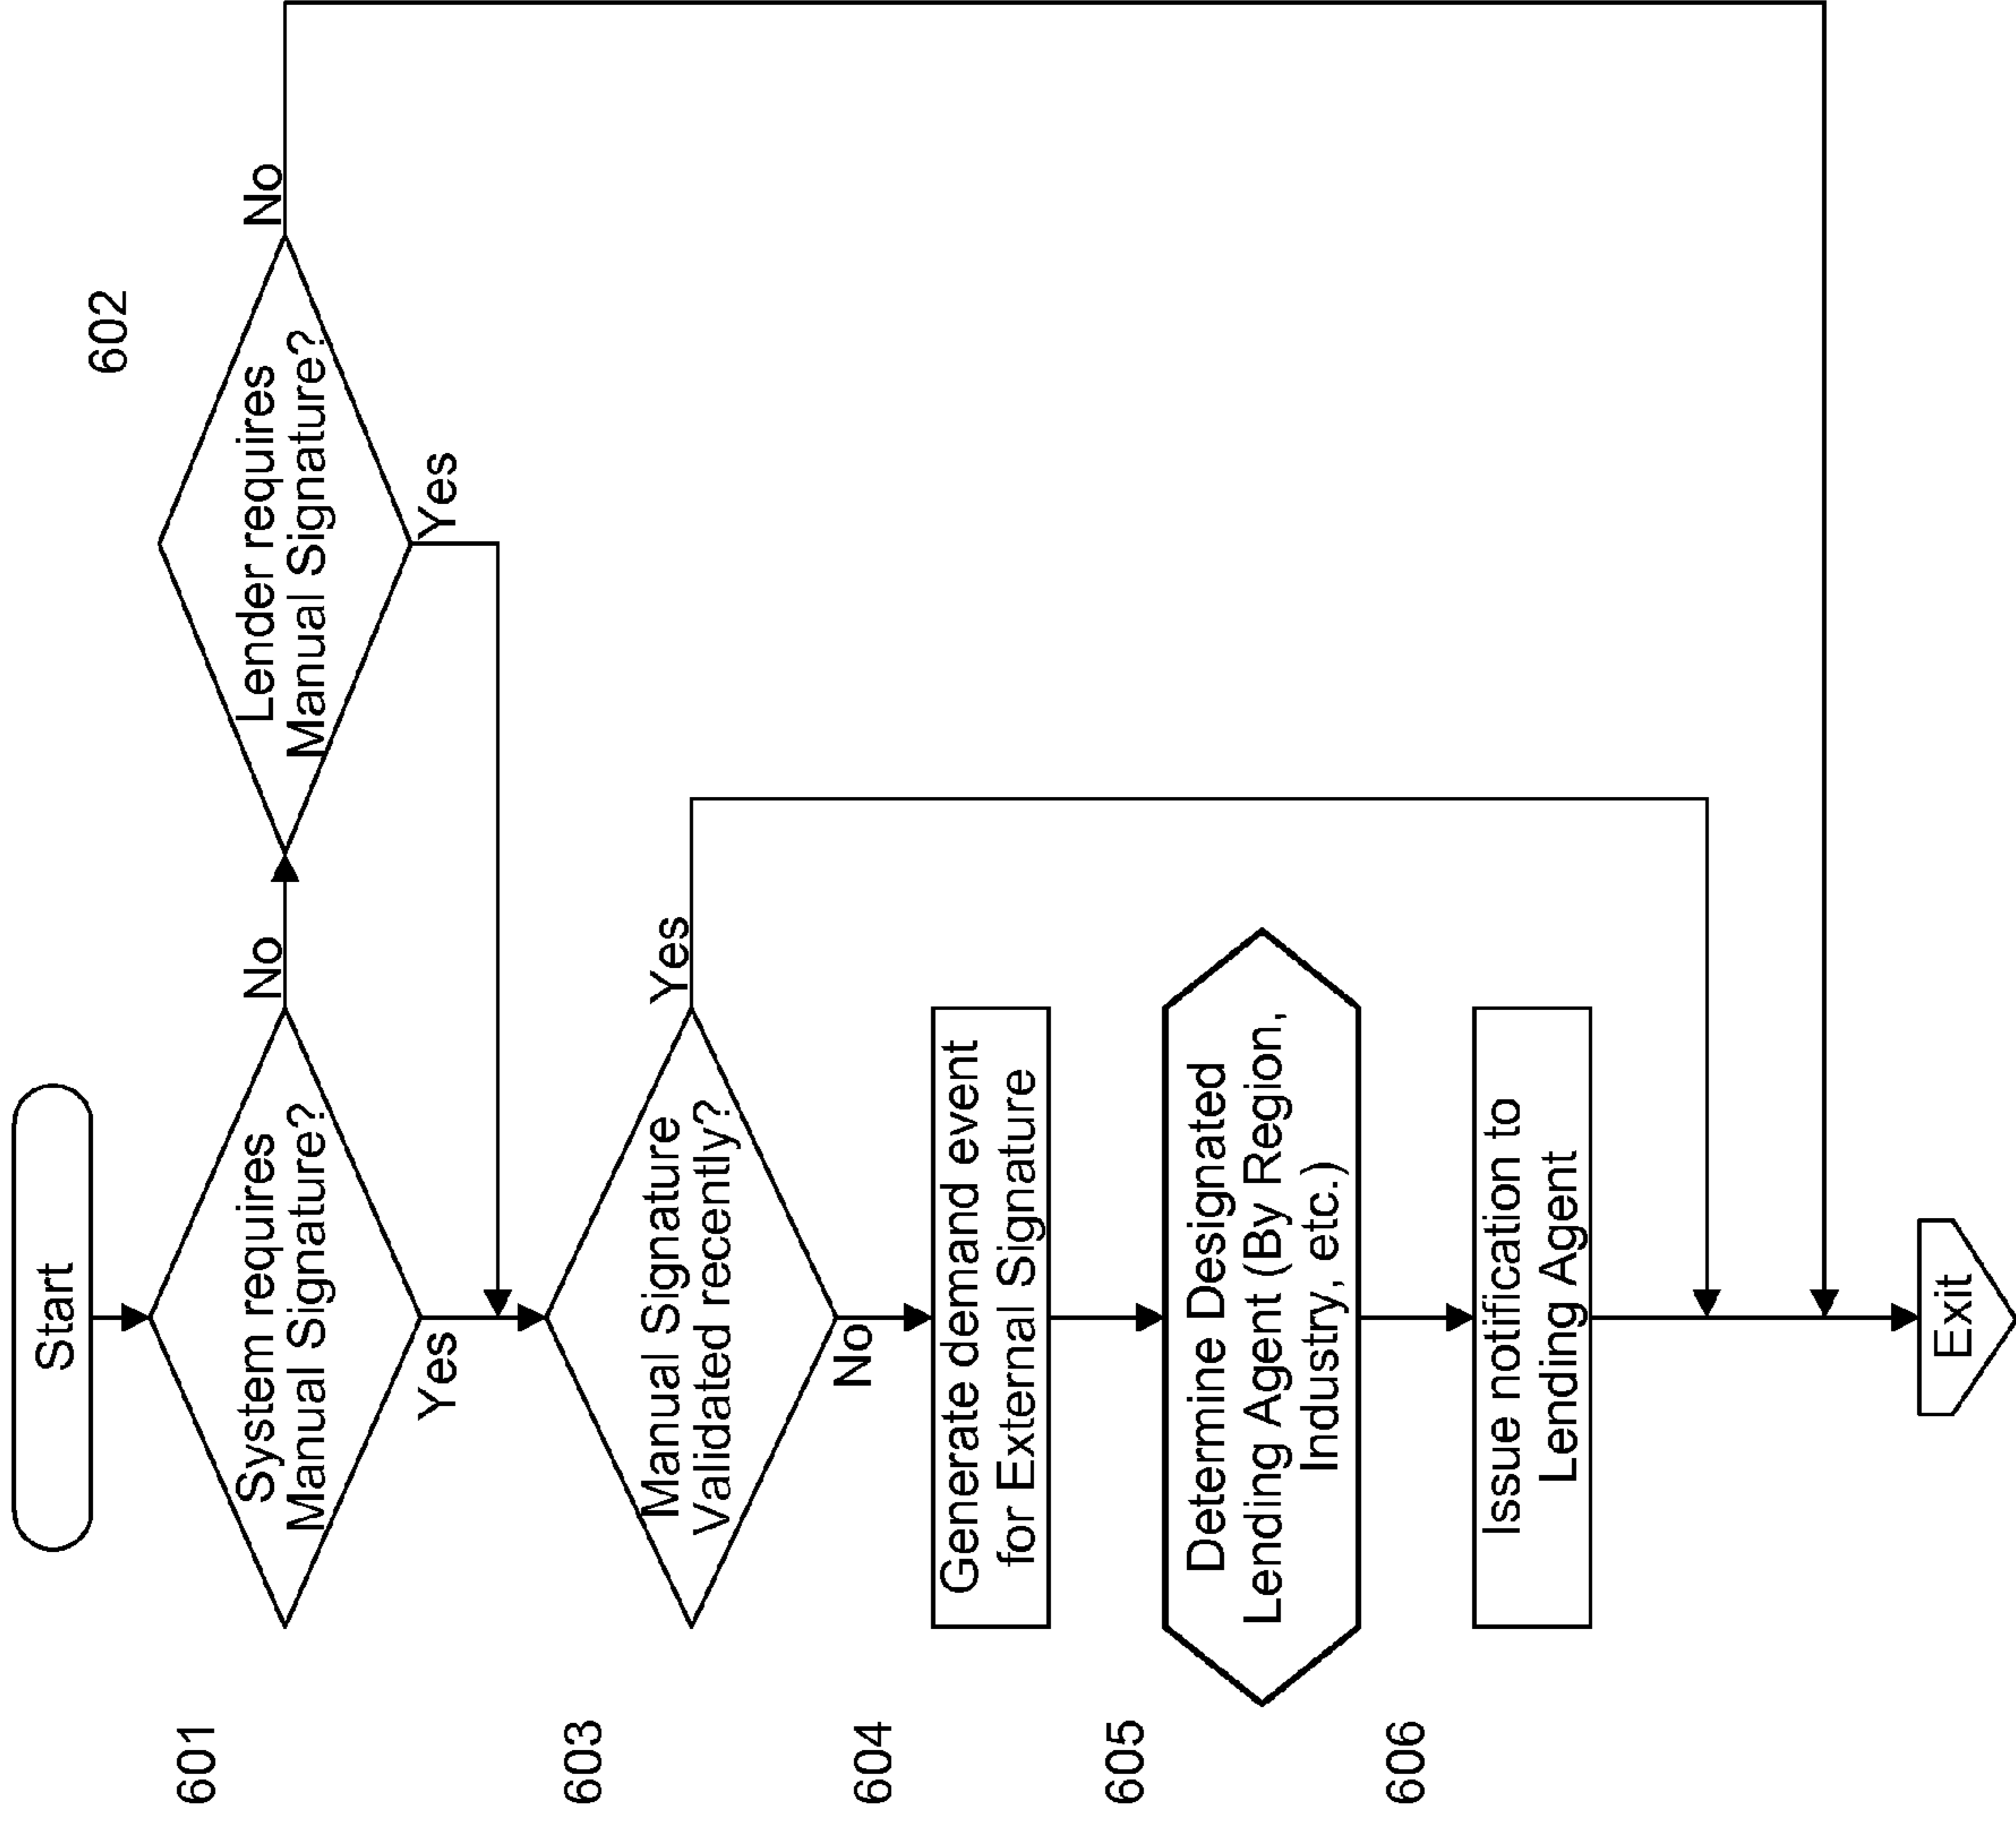 Start
601
System requires
Manual Signature?
No
Yes
602
Lender requires
Manual Signature?
No
Yes
603
Manual Signature
Validated recently?
Yes
No
604
Generate demand event
for External Signature
605
Determine Designated
Lending Agent (By Region,
Industry, etc.)
606
Issue notification to
Lending Agent
Exit